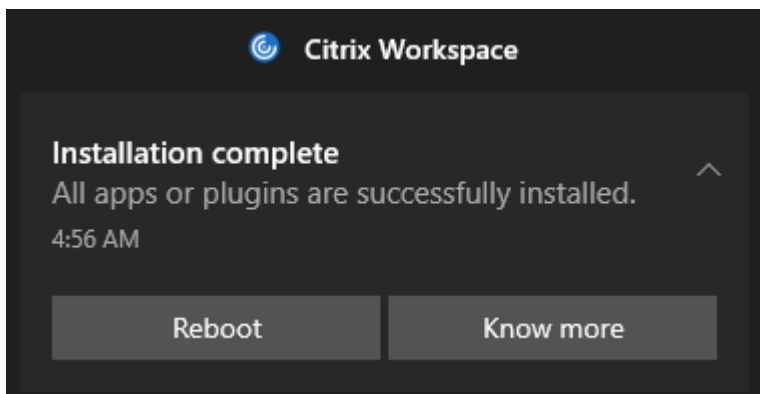 Citrix Workspace
Installation complete
All apps or plugins are successfully installed.
4:56 AM
Reboot
Know more